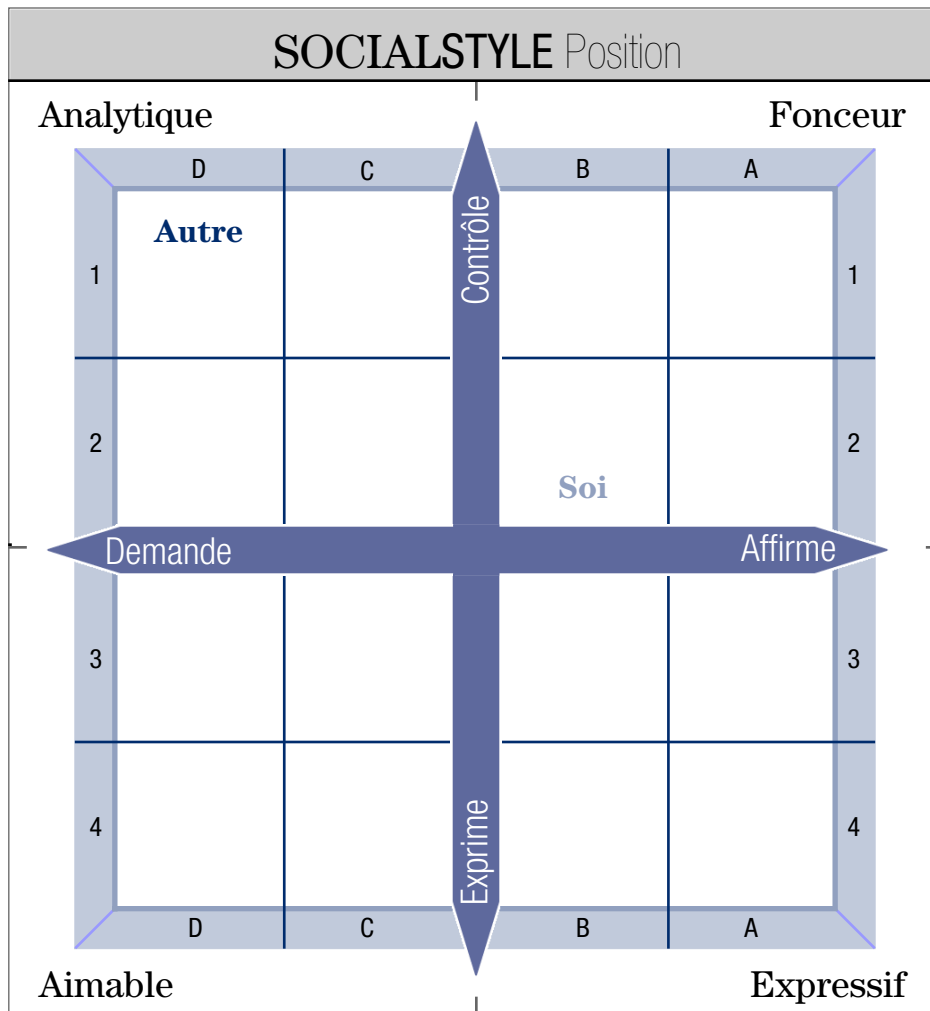 SOCIALSTYLE Position
Analytique Fonceur
D C B A
Autre
Contrôle
1 1
2 2
Soi
Demande Affirme
3 3
4 4
Exprime
D C B A
Aimable Expressif